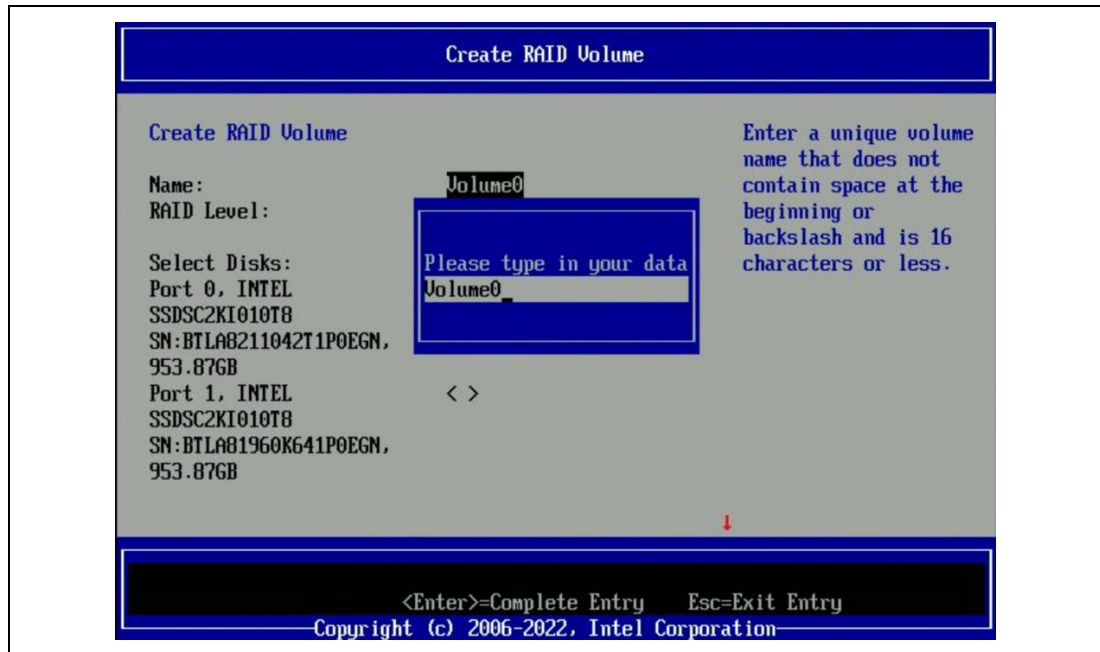 Create RAID Volume
Create RAID Volume
Name:
Volume0
RAID Level:
Select Disks:
Port 0, INTEL
SSDSC2KI010T8
SN:BTLA8211042T1P0EGN,
953.87GB
Port 1, INTEL
< >
SSDSC2KI010T8
SN:BTLA81960K641P0EGN,
953.87GB
Please type in your data
Volume0_
Enter a unique volume
name that does not
contain space at the
beginning or
backslash and is 16
characters or less.
<Enter>=Complete Entry Esc=Exit Entry
Copyright (c) 2006-2022, Intel Corporation